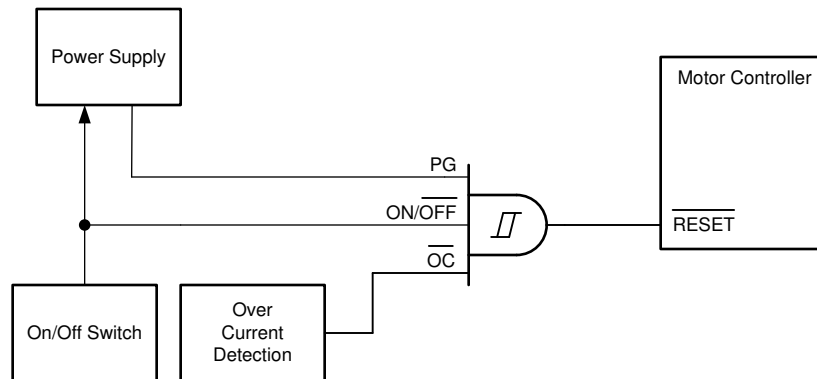 Power Supply
Motor Controller
PG
ON/OFF
RESET
OC
On/Off Switch
Over
Current
Detection